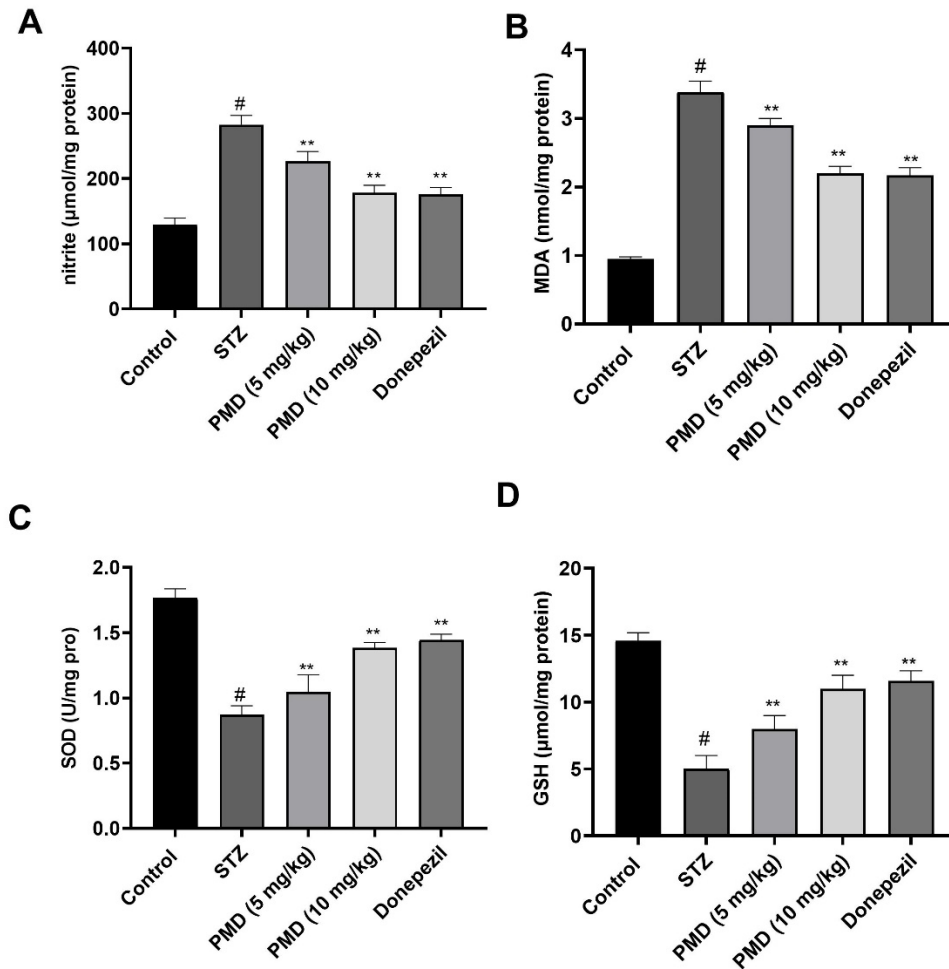 A
nitrite (µmol/mg protein)
400
300
200
100
0
#
**
**
**
Control
STZ
PMD (5 mg/kg)
PMD (10 mg/kg)
Donepezil
B
MDA (nmol/mg protein)
4
3
2
1
0
#
**
**
**
Control
STZ
PMD (5 mg/kg)
PMD (10 mg/kg)
Donepezil
C
SOD (U/mg pro)
2.0
1.5
1.0
0.5
0.0
#
**
**
**
Control
STZ
PMD (5 mg/kg)
PMD (10 mg/kg)
Donepezil
D
GSH (µmol/mg protein)
20
15
10
5
0
#
**
**
**
Control
STZ
PMD (5 mg/kg)
PMD (10 mg/kg)
Donepezil